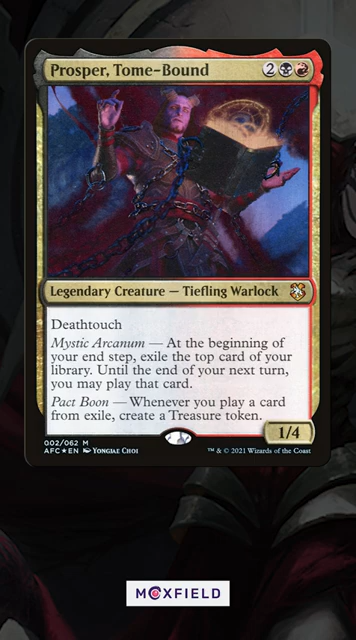 Prosper, Tome-Bound 2
Legendary Creature — Tiefling Warlock
Deathtouch
Mystic Arcanum — At the beginning of
your end step, exile the top card of your
library. Until the end of your next turn,
you may play that card.
Pact Boon — Whenever you play a
card from exile, create a Treasure token.
1/4
002/062 M
AFC★EN Yongjae Choi
™ & © 2021 Wizards of the Coast
MOXFIELD